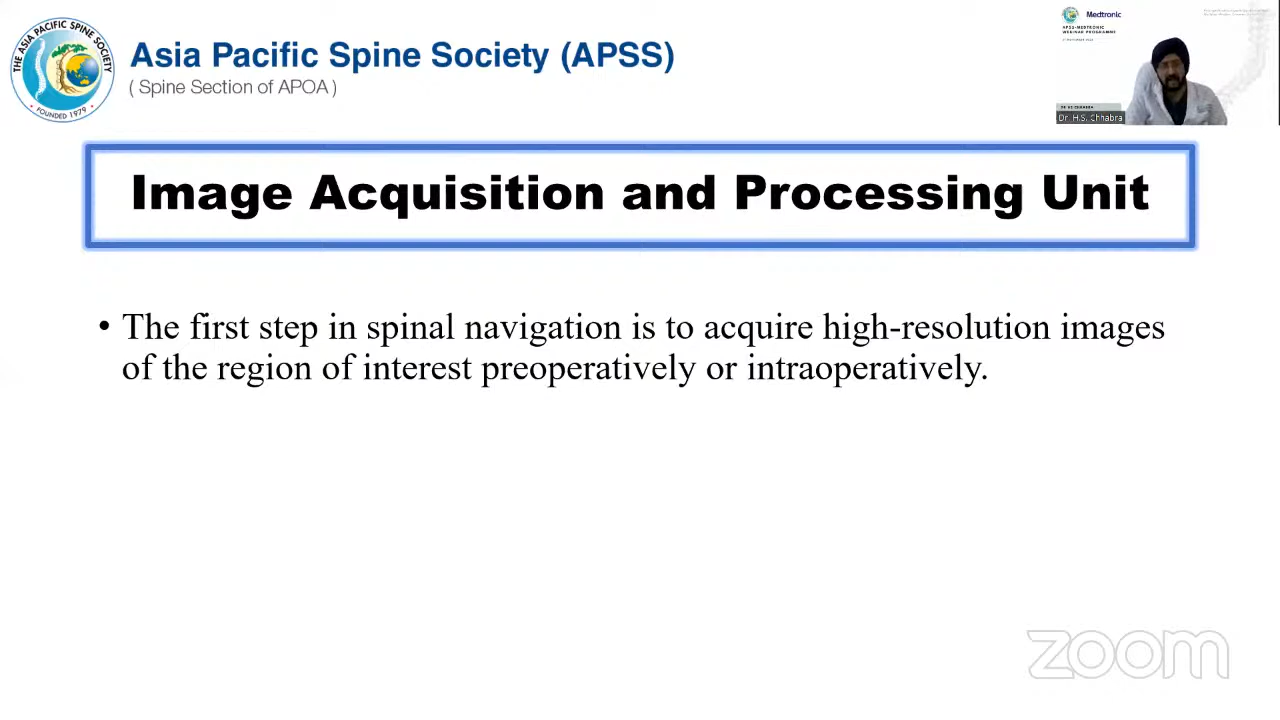 THE ASIA PACIFIC SPINE SOCIETY
• FOUNDED 1979 •
Asia Pacific Spine Society (APSS)
( Spine Section of APOA )
Medtronic
APSS-MEDTRONIC
WEBINAR PROGRAMME
Dr. H.S. Chhabra
Image Acquisition and Processing Unit
• The first step in spinal navigation is to acquire high-resolution images
of the region of interest preoperatively or intraoperatively.
zoom